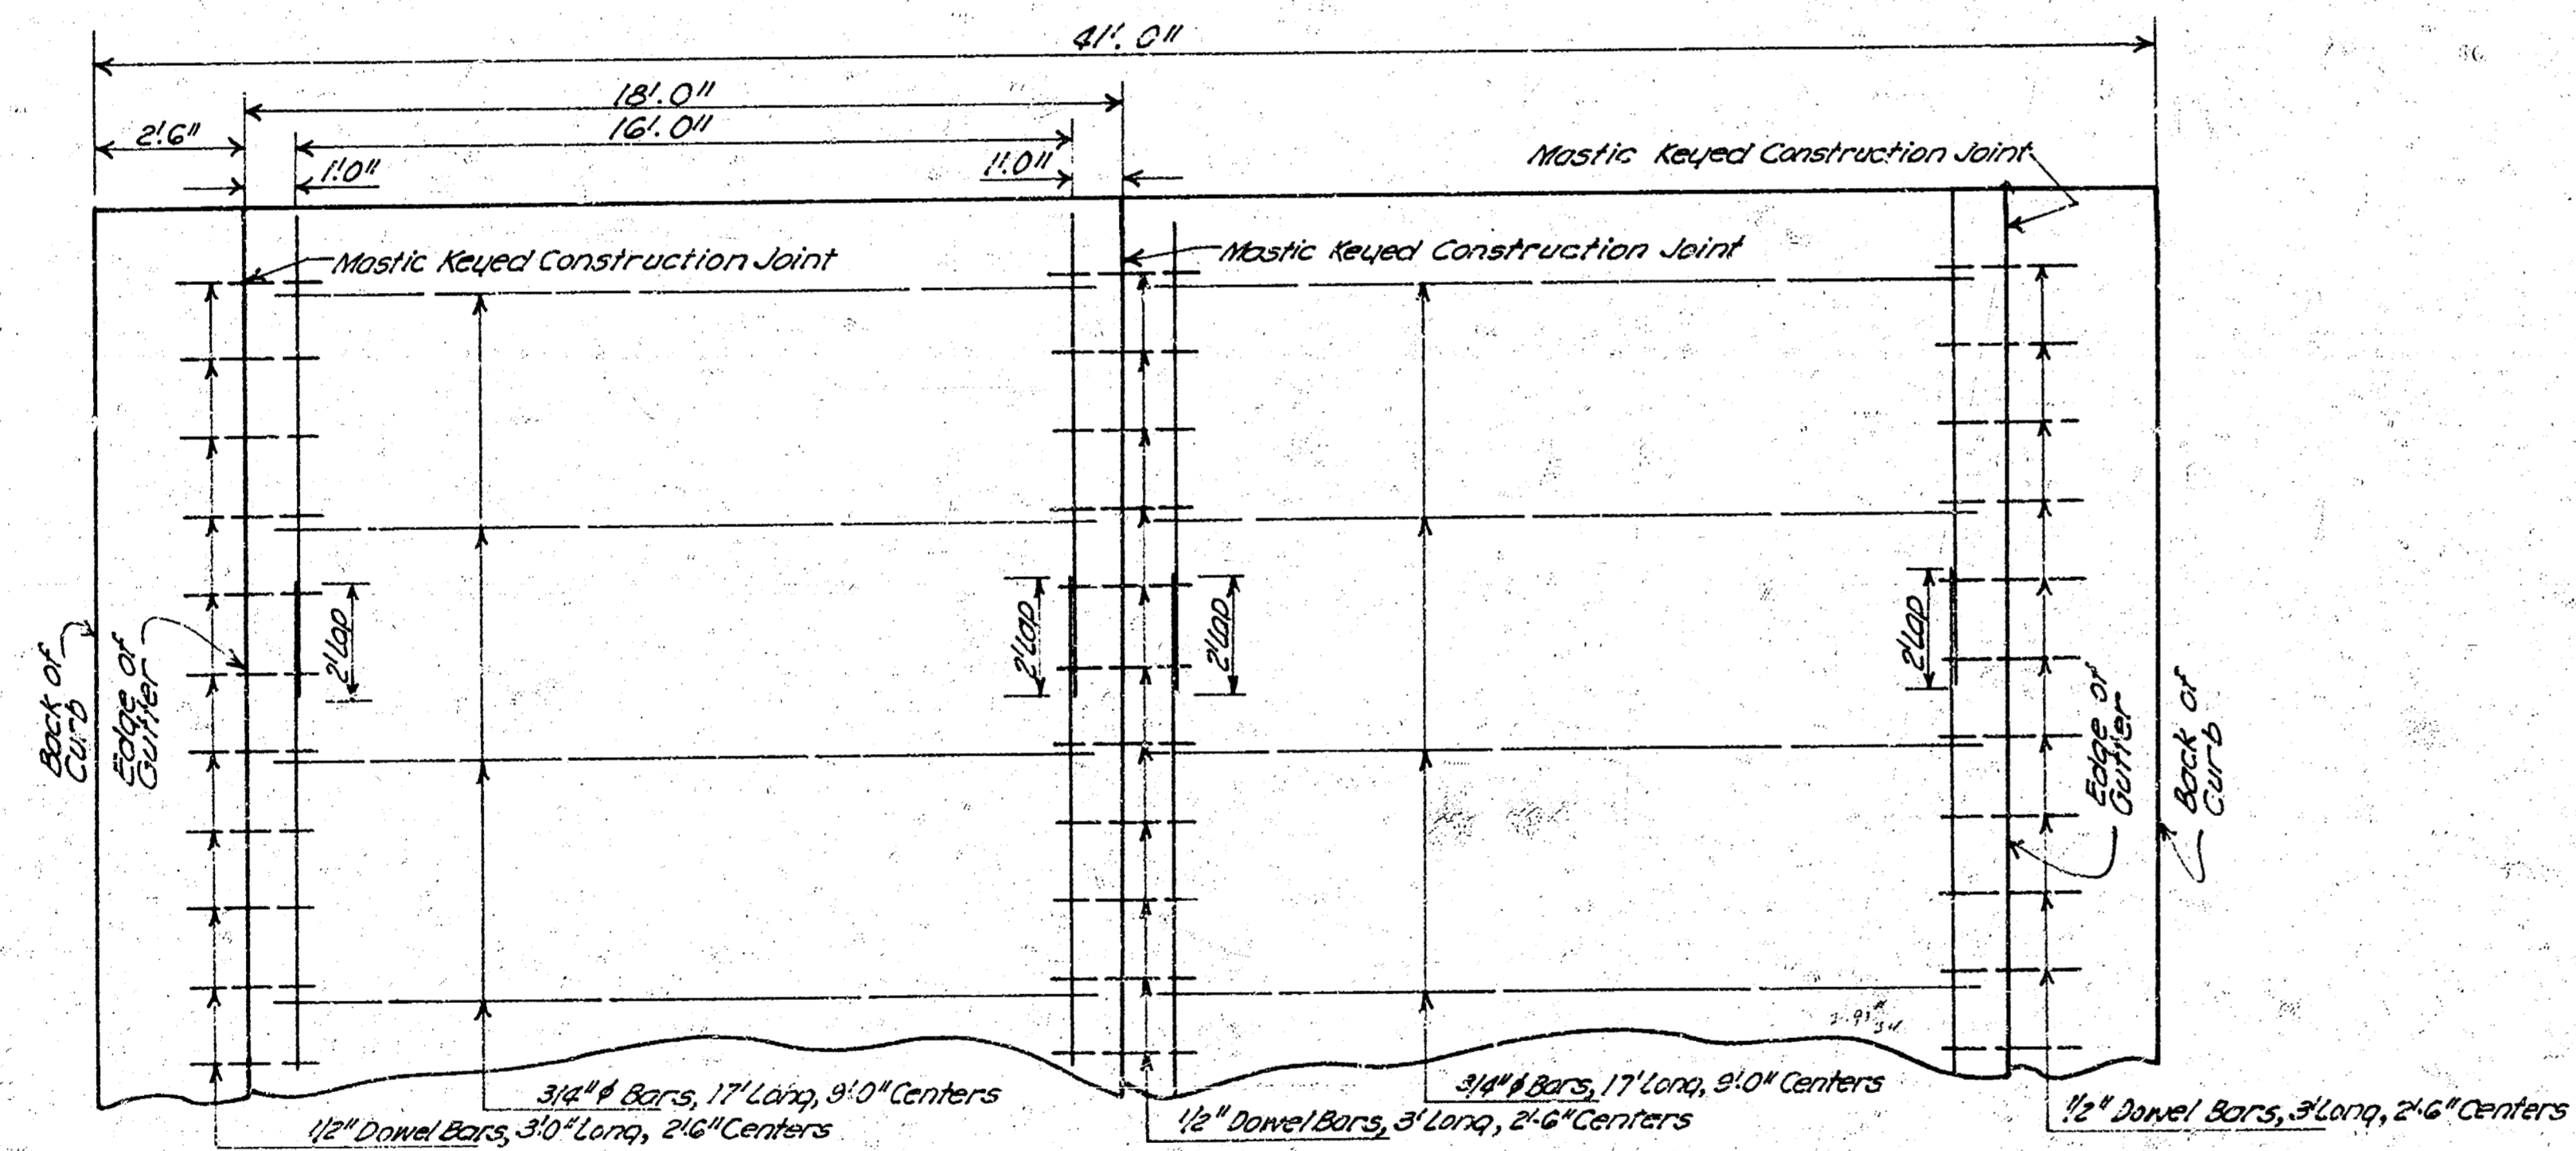 41'.0"
18'.0"
16'.0"
2'.6"
1'.0"
1'.0"
Mastic Keyed Construction Joint
Mastic Keyed Construction Joint
Mastic Keyed Construction Joint
2' Lap
2' Lap
2' Lap
2' Lap
Back of
Curb
Edge of
Gutter
Edge of
Gutter
Back of
Curb
3/4" ϕ Bars, 17' Long, 9'.0" Centers
1/2" Dowel Bars, 3'.0" Long, 2'.6" Centers
3/4" ϕ Bars, 17' Long, 9'.0" Centers
1/2" Dowel Bars, 3' Long, 2'-6" Centers
1/2" Dowel Bars, 3' Long, 2'-6" Centers